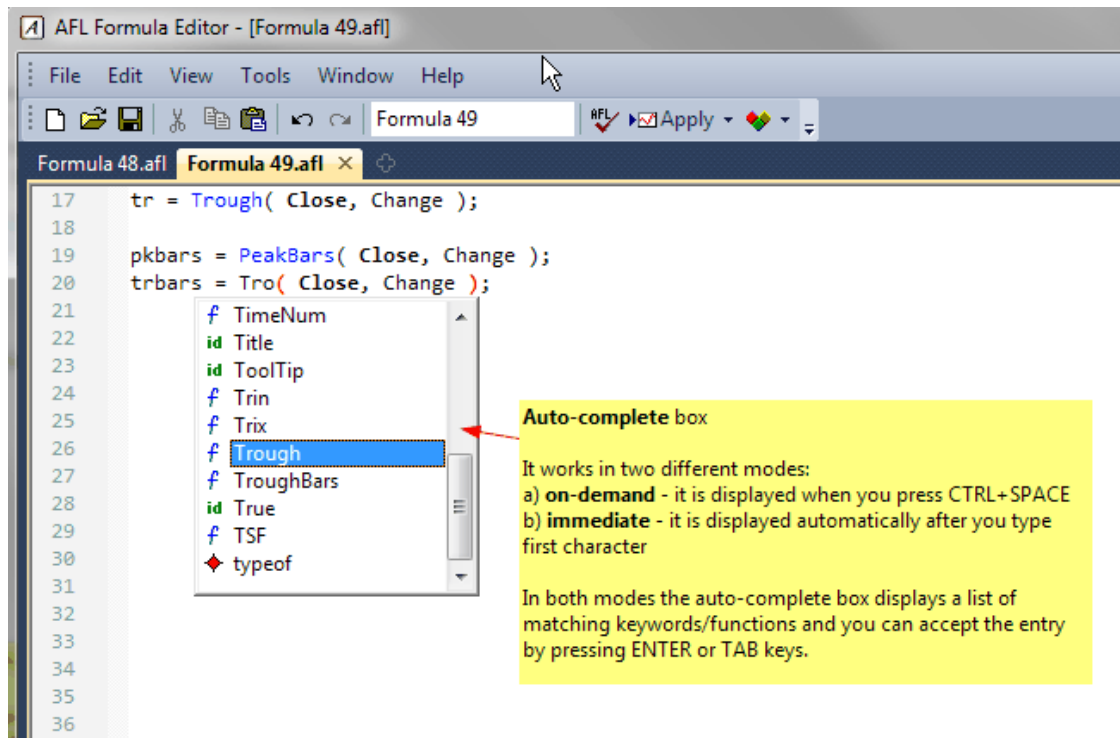 AFL Formula Editor - [Formula 49.afl]
File Edit View Tools Window Help
Formula 49 AFL Apply
Formula 48.afl Formula 49.afl
17 tr = Trough( Close, Change );
18
19 pkbars = PeakBars( Close, Change );
20 trbars = Tro( Close, Change );
21 f TimeNum
22 id Title
23 id ToolTip
24 f Trin
25 f Trix
26 f Trough
27 f TroughBars
28 id True
29 f TSF
30 typeof
31
32
33
34
35
36
Auto-complete box
It works in two different modes:
a) on-demand - it is displayed when you press CTRL+SPACE
b) immediate - it is displayed automatically after you type
first character
In both modes the auto-complete box displays a list of
matching keywords/functions and you can accept the entry
by pressing ENTER or TAB keys.